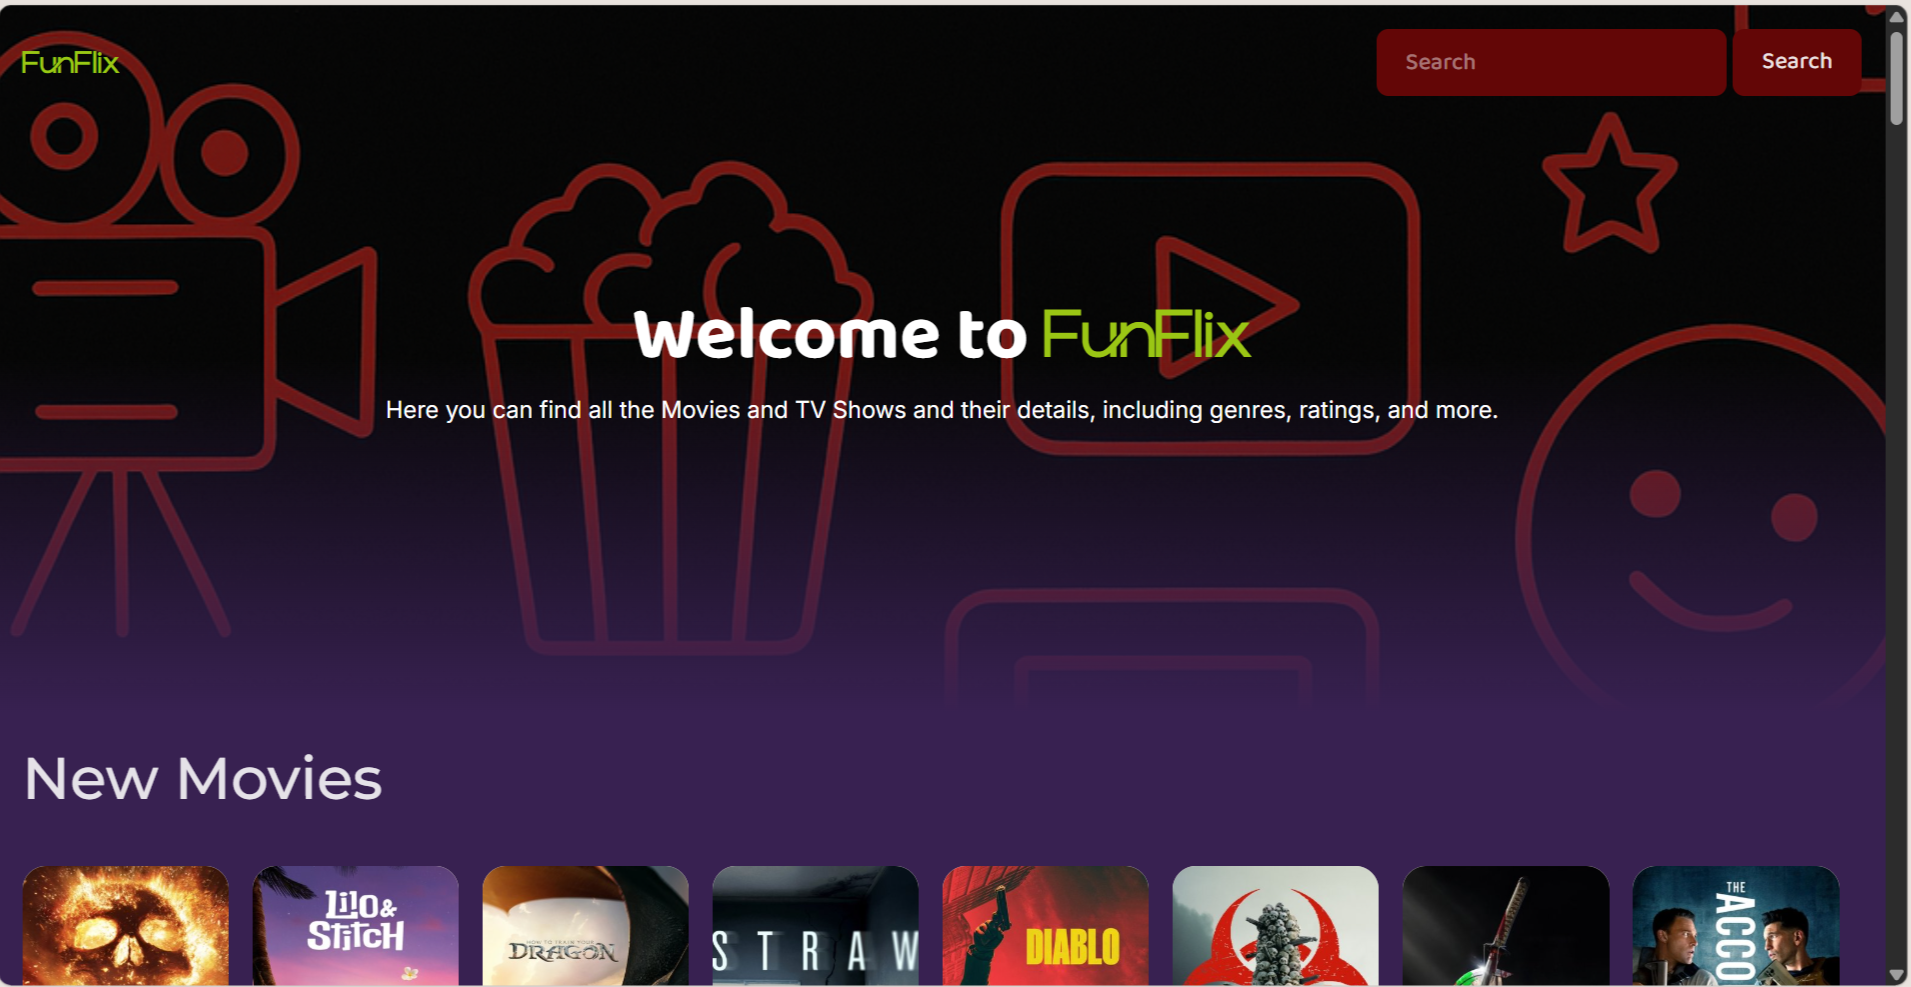 FunFlix
Search
Search
Welcome to FunFlix
Here you can find all the Movies and TV Shows and their details, including genres, ratings, and more.
New Movies
Lilo&
Stitch
HOW TO TRAIN YOUR
DRAGON
STRAW
DIABLO
THE
ACCO